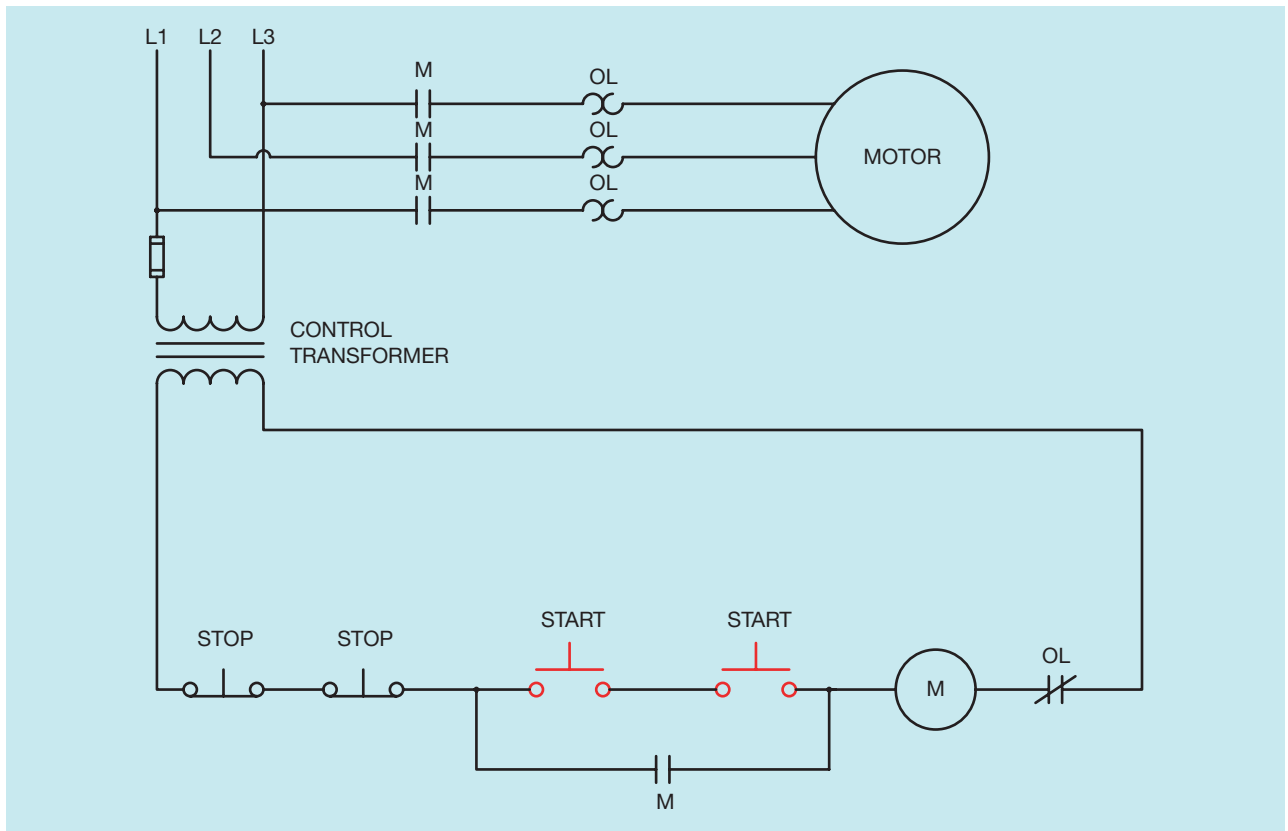 L1 L2 L3
M
OL
M
OL
MOTOR
M
OL
CONTROL
TRANSFORMER
STOP
STOP
START
START
M
OL
M